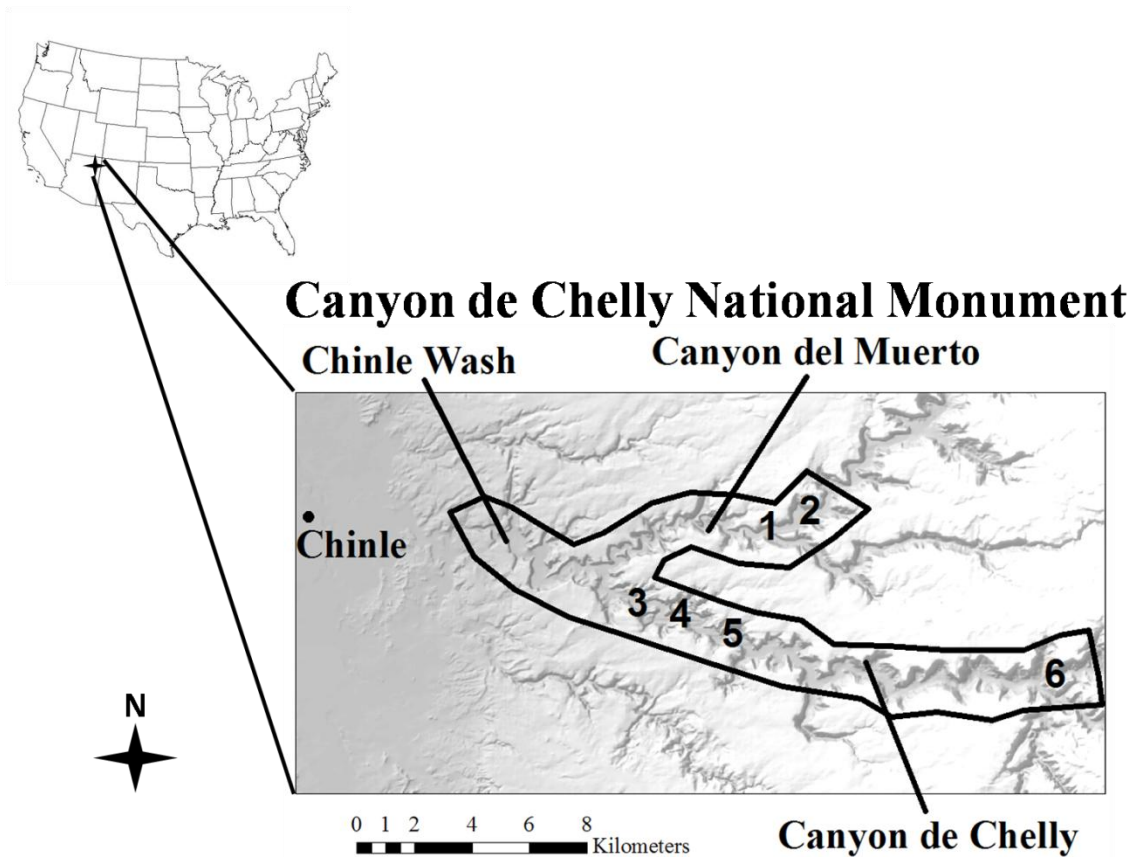 Canyon de Chelly National Monument
Chinle Wash
Canyon del Muerto
Chinle
1
2
3
4
5
6
N
0 1 2 4 6 8
Kilometers
Canyon de Chelly